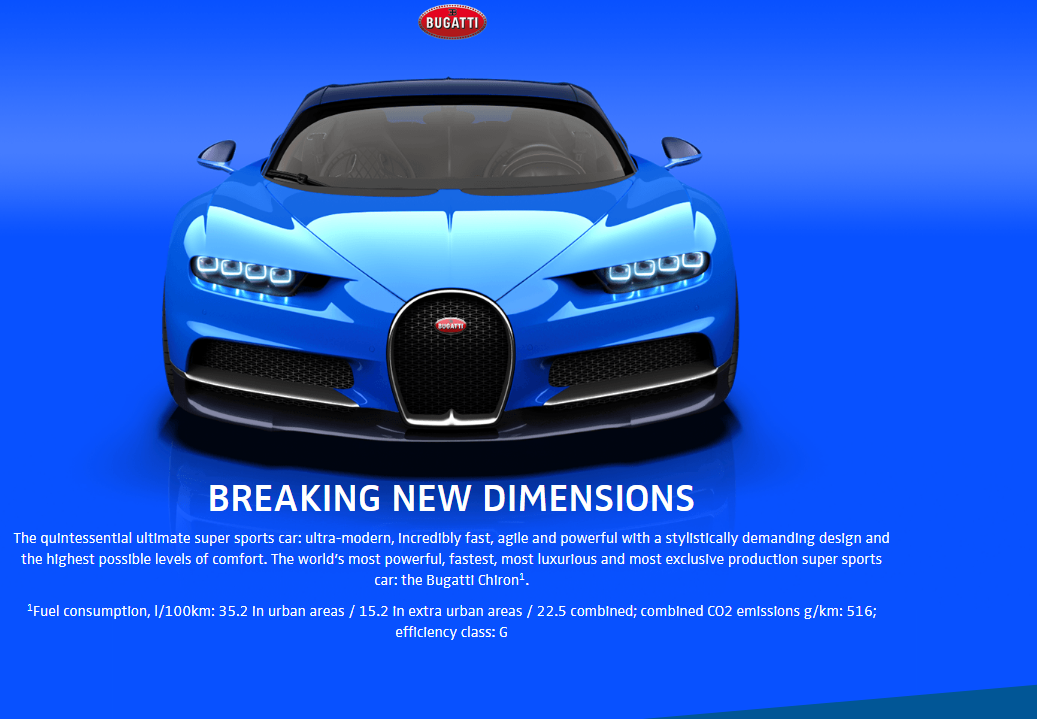 BUGATTI
BUGATTI
BREAKING NEW DIMENSIONS
The quintessential ultimate super sports car: ultra-modern, incredibly fast, agile and powerful with a stylistically demanding design and
the highest possible levels of comfort. The world's most powerful, fastest, most luxurious and most exclusive production super sports
car: the Bugatti Chiron¹.
¹Fuel consumption, l/100km: 35.2 in urban areas / 15.2 in extra urban areas / 22.5 combined; combined CO2 emissions g/km: 516;
efficiency class: G